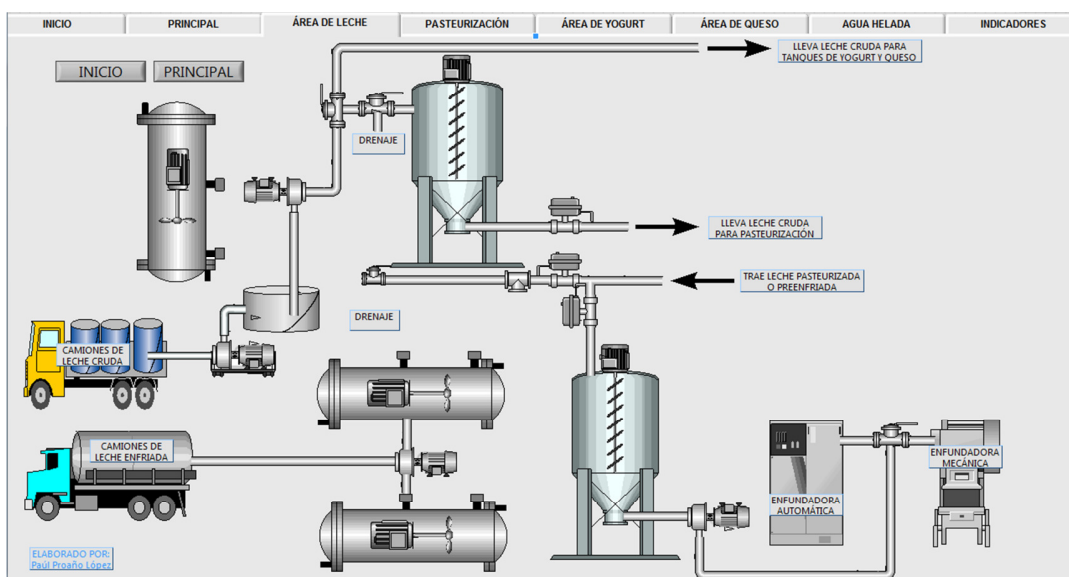 INICIO
PRINCIPAL
ÁREA DE LECHE
PASTEURIZACIÓN
ÁREA DE YOGURT
ÁREA DE QUESO
AGUA HELADA
INDICADORES
LLEVA LECHE CRUDA PARA
TANQUES DE YOGURT Y QUESO
INICIO
PRINCIPAL
DRENAJE
LLEVA LECHE CRUDA
PARA PASTEURIZACIÓN
TRAE LECHE PASTEURIZADA
O PREENFRIADA
DRENAJE
CAMIONES DE
LECHE CRUDA
CAMIONES DE
LECHE ENFRIADA
ENFUNDADORA
MECÁNICA
ENFUNDADORA
AUTOMÁTICA
ELABORADO POR:
Paúl Proaño López